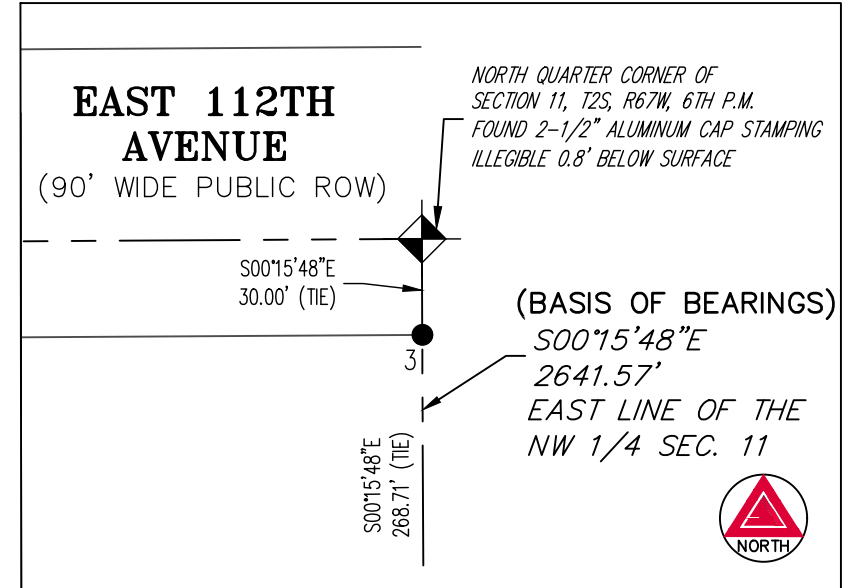 EAST 112TH
AVENUE
(90' WIDE PUBLIC ROW)
NORTH QUARTER CORNER OF
SECTION 11, T2S, R67W, 6TH P.M.
FOUND 2-1/2" ALUMINUM CAP STAMPING
ILLEGIBLE 0.8' BELOW SURFACE
S00°15'48"E
30.00' (TIE)
3
(BASIS OF BEARINGS)
S00°15'48"E
2641.57'
EAST LINE OF THE
NW 1/4 SEC. 11
S00°15'48"E
268.71' (TIE)
NORTH